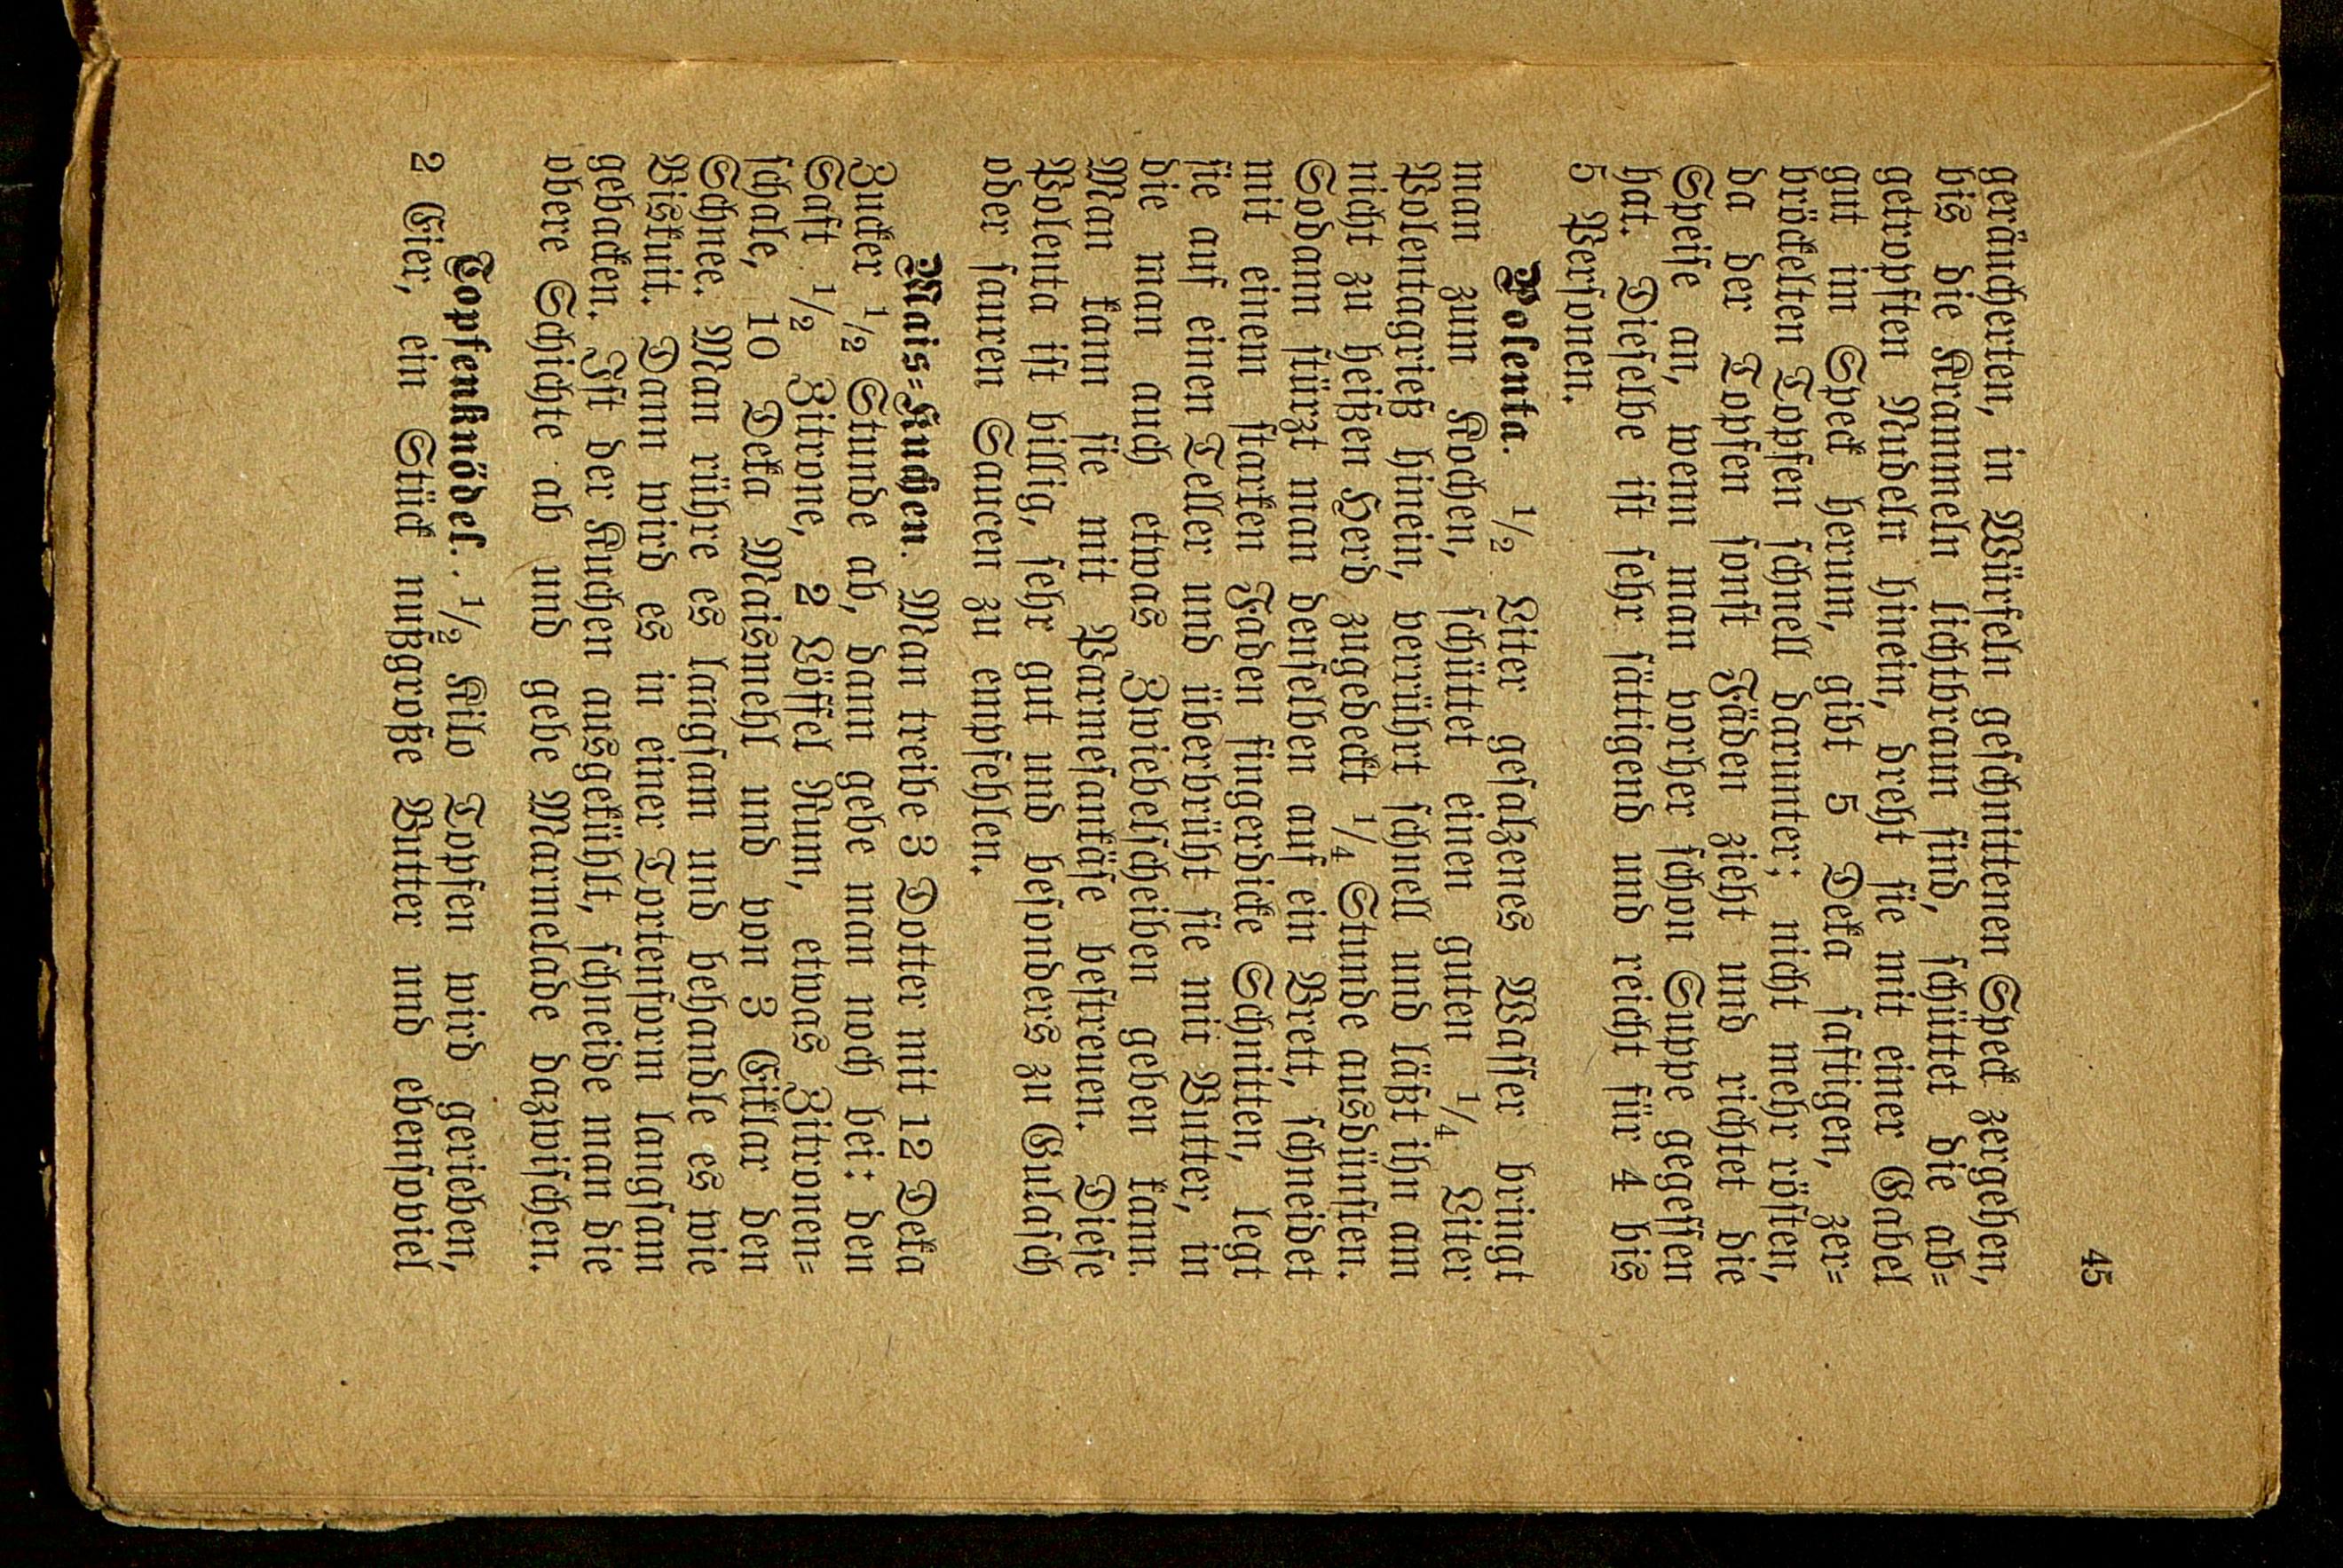 45
geräucherten, in Würfeln geschnittenen Speck zergehen,
bis die Krammeln lichtbraun sind, schüttet die ab=
getropften Nudeln hinein, dreht sie mit einer Gabel
gut im Speck herum, gibt 5 Deka saftigen, zer=
bröckelten Topfen schnell darunter; nicht mehr rösten,
da der Topfen sonst Fäden zieht und richtet die
Speise an, wenn man vorher schon Suppe gegessen
hat. Dieselbe ist sehr sättigend und reicht für 4 bis
5 Personen.
Polenta. 1/2 Liter gesalzenes Wasser bringt
man zum Kochen, schüttet einen guten 1/4 Liter
Polentagrieß hinein, verrührt schnell und läßt ihn am
nicht zu heißen Herd zugedeckt 1/4 Stunde ausdünsten.
Sodann stürzt man denselben auf ein Brett, schneidet
mit einem starken Faden fingerdicke Schnitten, legt
sie auf einen Teller und überbrüht sie mit Butter, in
die man auch etwas Zwiebelscheiben geben kann.
Man kann sie mit Parmesankäse bestreuen. Diese
Polenta ist billig, sehr gut und besonders zu Gulasch
oder sauren Saucen zu empfehlen.
Mais=Kuchen. Man treibe 3 Dotter mit 12 Deka
Zucker 1/2 Stunde ab, dann gebe man noch bei: den
Saft 1/2 Zitrone, 2 Löffel Rum, etwas Zitronen=
schale, 10 Deka Maismehl und von 3 Eiklar den
Schnee. Man rühre es langsam und behandle es wie
Biskuit. Dann wird es in einer Tortenform langsam
gebacken. Ist der Kuchen ausgekühlt, schneide man die
obere Schichte ab und gebe Marmelade dazwischen.
Topfenknödel. 1/2 Kilo Topfen wird gerieben,
2 Eier, ein Stück nußgroße Butter und ebensoviel